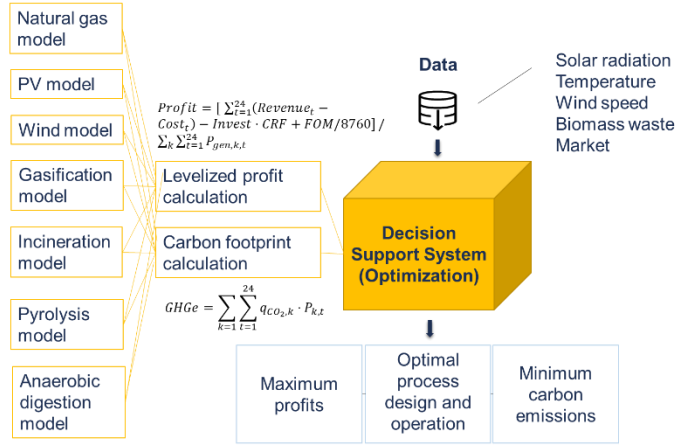 Natural gas
model
PV model
Wind model
Gasification
model
Incineration
model
Pyrolysis
model
Anaerobic
digestion
model
Profit = [ ∑_{t=1}^{24}(Revenue_t −
Cost_t) − Invest · CRF + FOM/8760]/
∑_k ∑_{t=1}^{24} P_{gen,k,t}
Levelized profit
calculation
Carbon footprint
calculation
GHGe = ∑_{k=1} ∑_{t=1}^{24} q_{CO_2,k} · P_{k,t}
Data
Solar radiation
Temperature
Wind speed
Biomass waste
Market
Decision
Support System
(Optimization)
Maximum
profits
Optimal
process
design and
operation
Minimum
carbon
emissions